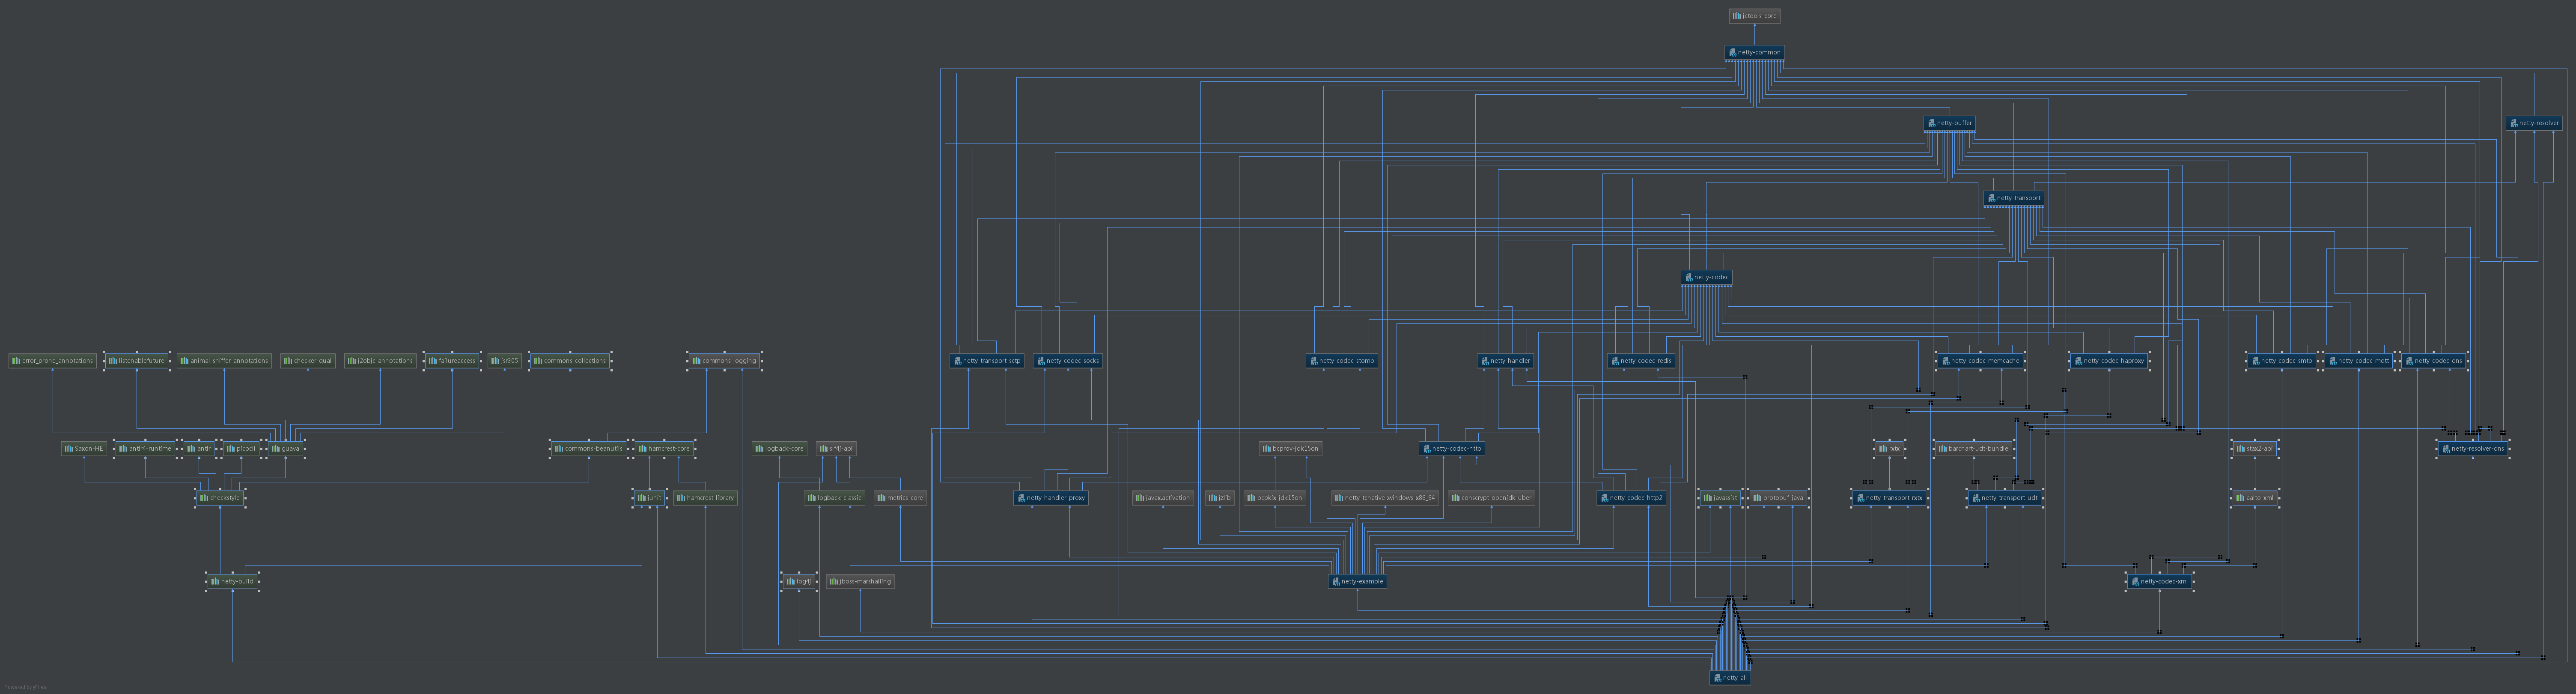 jctools-core
netty-common
netty-buffer
netty-resolver
netty-transport
netty-codec
error_prone_annotations
listenablefuture
animal-sniffer-annotations
checker-qual
j2objc-annotations
failureaccess
jsr305
commons-collections
commons-logging
netty-transport-sctp
netty-codec-socks
netty-codec-stomp
netty-handler
netty-codec-redis
netty-codec-memcache
netty-codec-haproxy
netty-codec-smtp
netty-codec-mqtt
netty-codec-dns
Saxon-HE
antlr4-runtime
antlr
picocli
guava
commons-beanutils
hamcrest-core
logback-core
slf4j-api
bcprov-jdk15on
netty-codec-http
rxtx
barchart-udt-bundle
stax2-api
netty-resolver-dns
checkstyle
junit
hamcrest-library
logback-classic
metrics-core
netty-handler-proxy
javax.activation
jzlib
bcpkix-jdk15on
netty-tcnative:windows-x86_64
conscrypt-openjdk-uber
netty-codec-http2
javassist
protobuf-java
netty-transport-rxtx
netty-transport-udt
aalto-xml
netty-build
log4j
jboss-marshalling
netty-example
netty-codec-xml
netty-all
Powered by yFiles